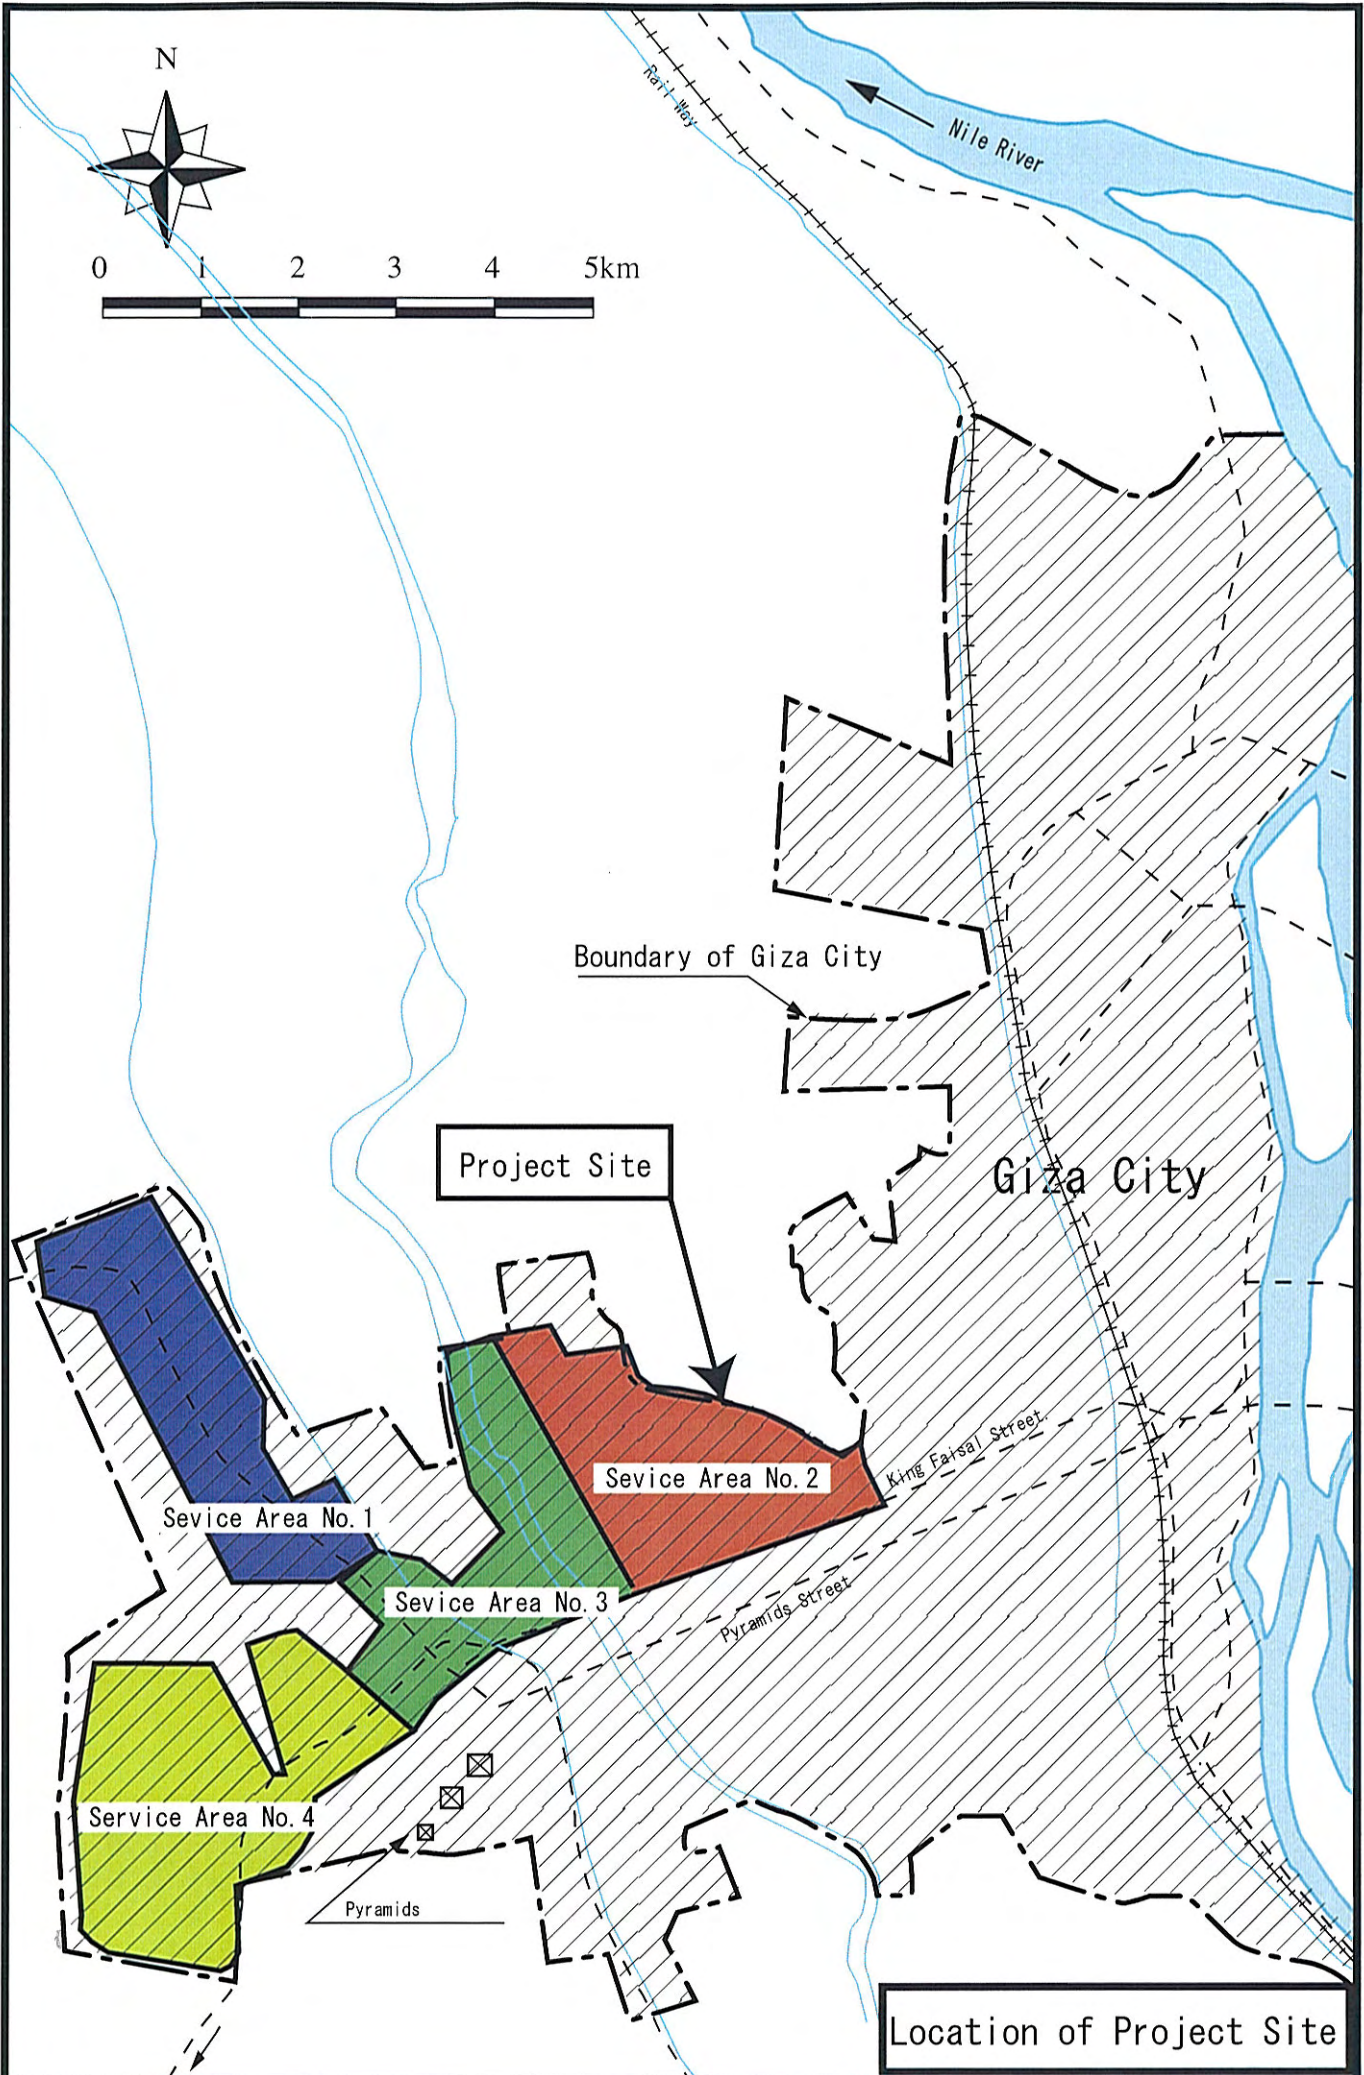 N
Rail Way
Nile River
0 1 2 3 4 5km
Boundary of Giza City
Project Site
Giza City
King Faisal Street.
Sevice Area No.2
Sevice Area No.1
Sevice Area No.3
Pyramids Street
Service Area No.4
Pyramids
Location of Project Site